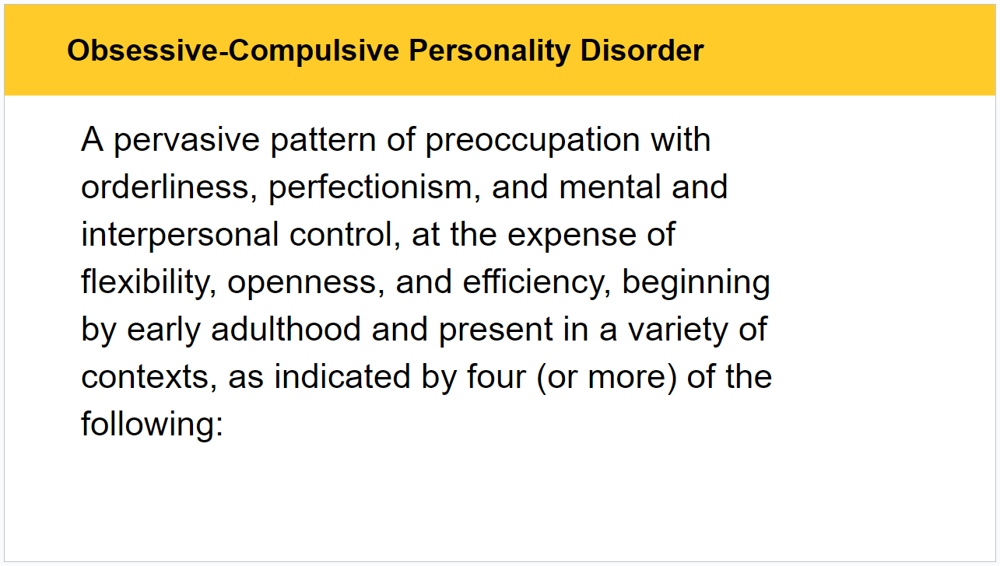 Obsessive-Compulsive Personality Disorder
A pervasive pattern of preoccupation with
orderliness, perfectionism, and mental and
interpersonal control, at the expense of
flexibility, openness, and efficiency, beginning
by early adulthood and present in a variety of
contexts, as indicated by four (or more) of the
following: